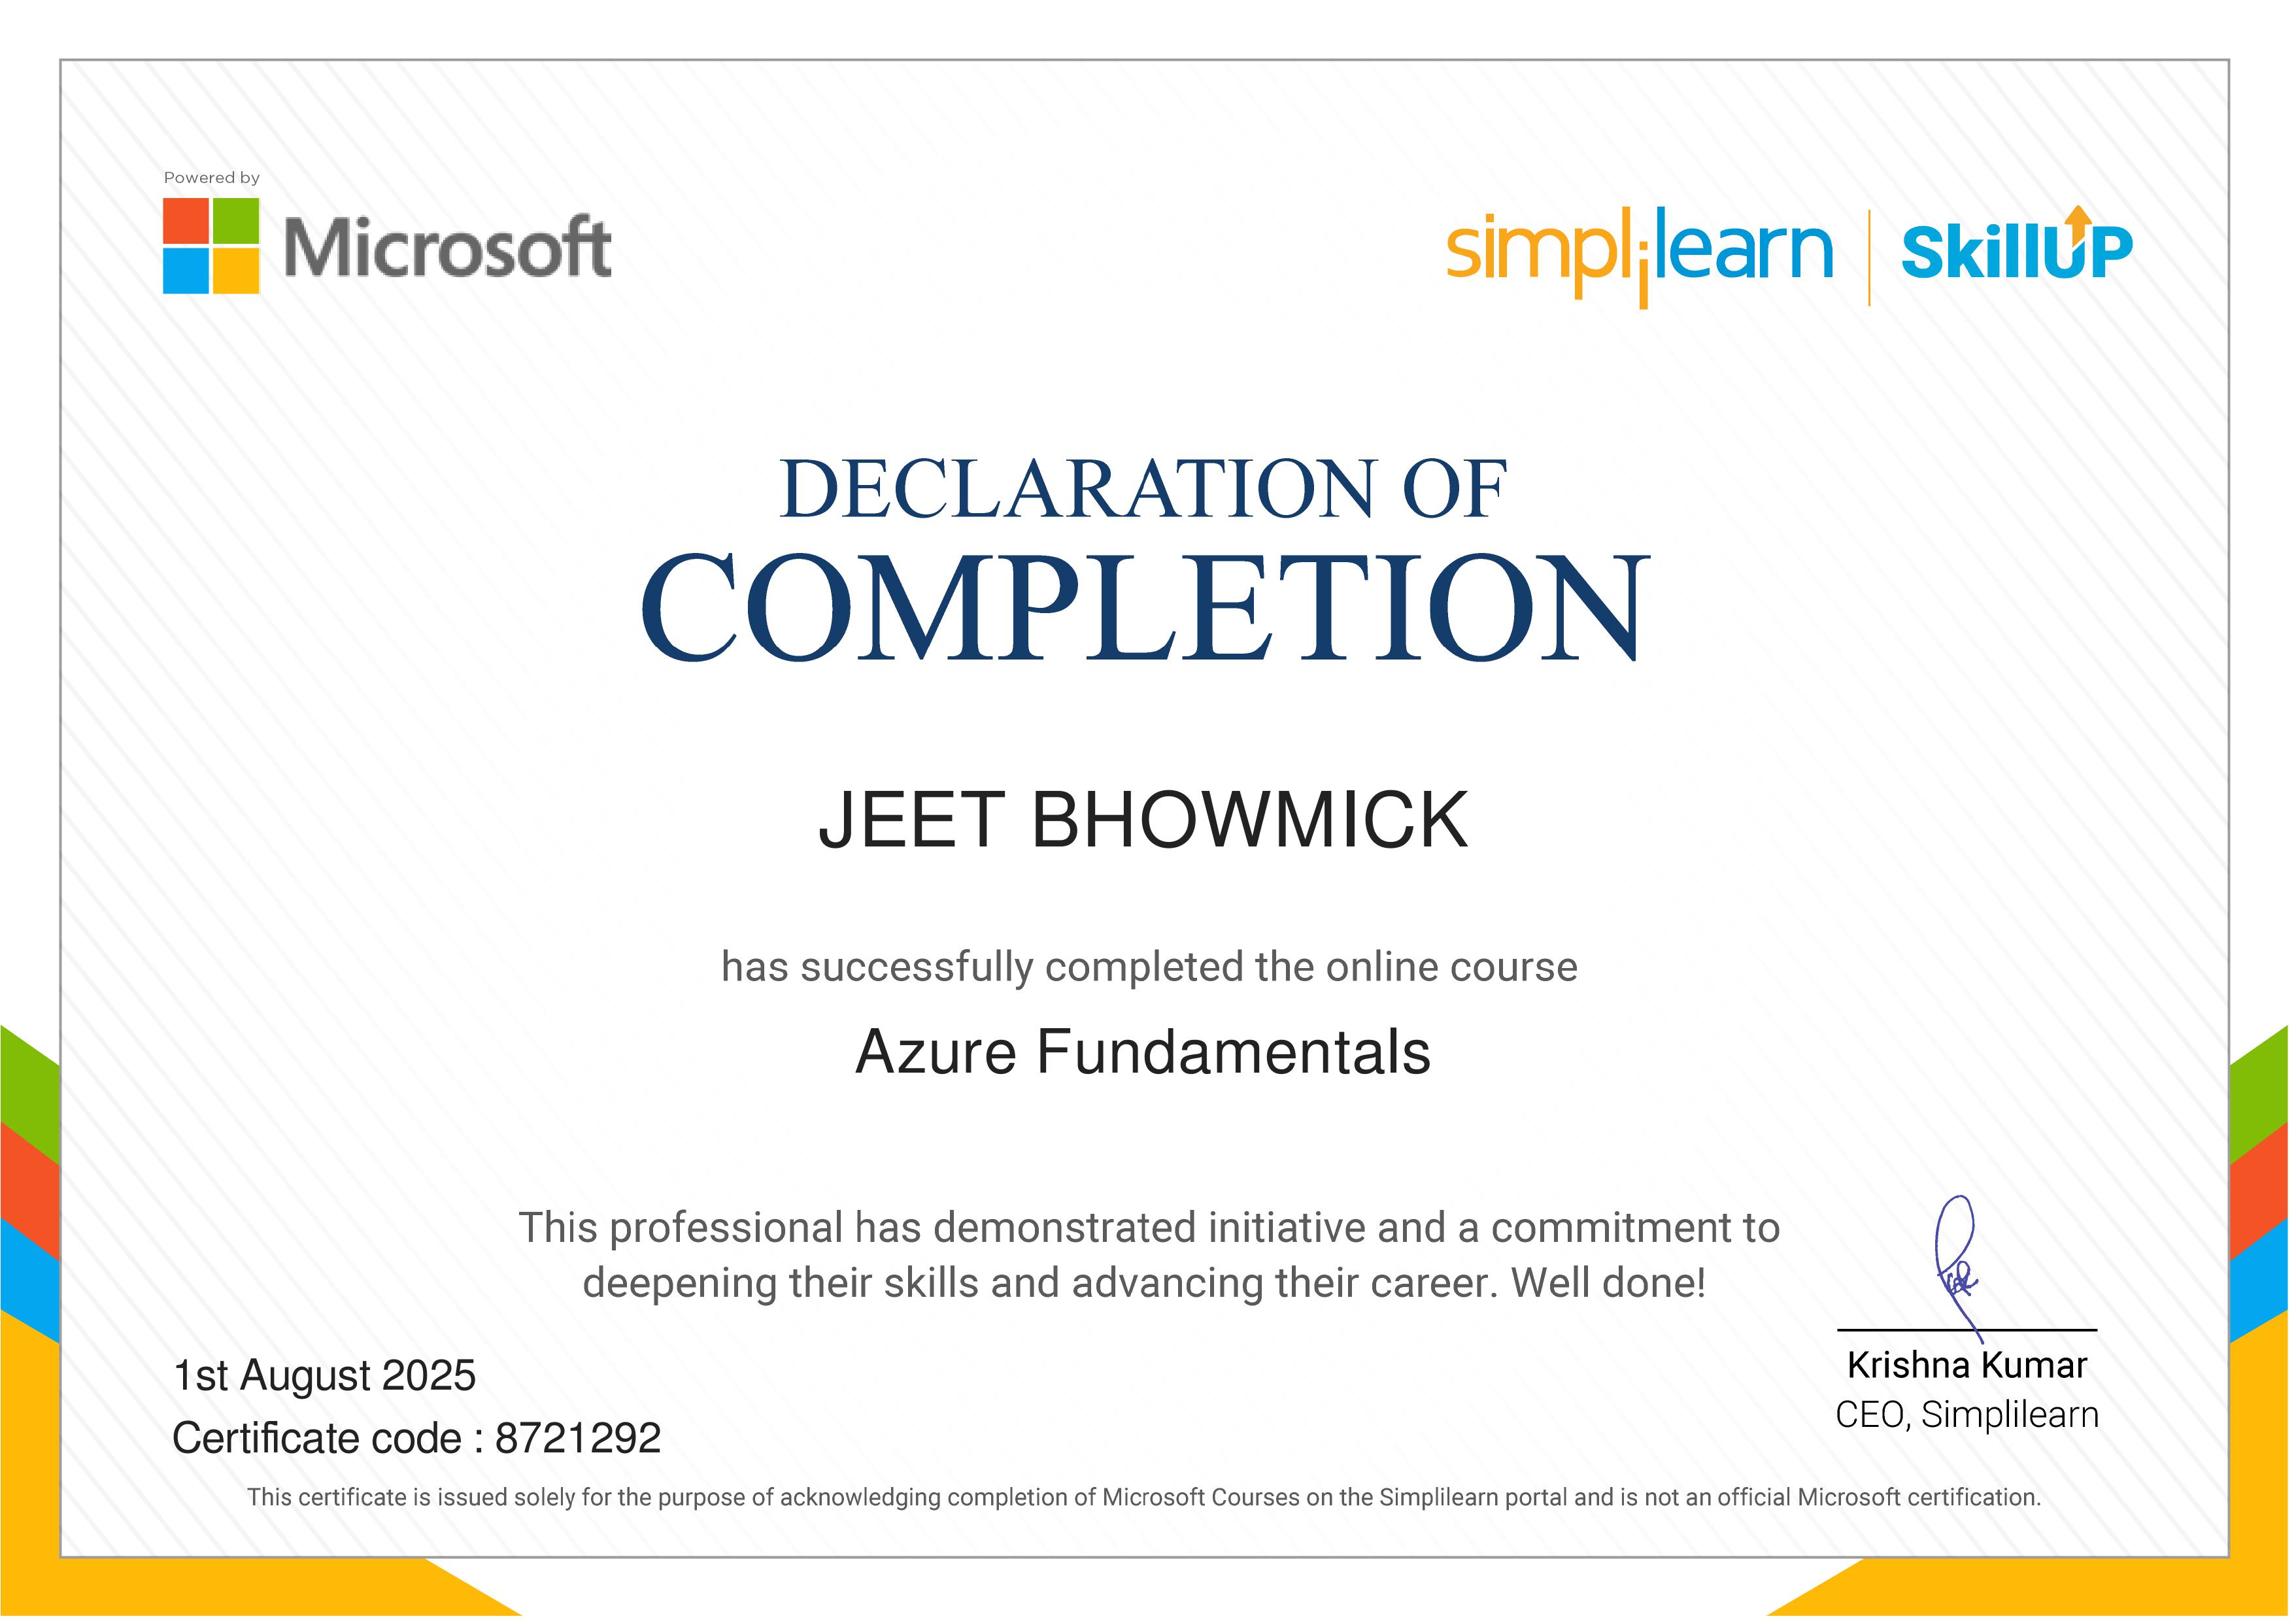 Powered by
Microsoft
simplilearn | SkillUP
DECLARATION OF
COMPLETION
JEET BHOWMICK
has successfully completed the online course
Azure Fundamentals
This professional has demonstrated initiative and a commitment to
deepening their skills and advancing their career. Well done!
1st August 2025
Certificate code : 8721292
Krishna Kumar
CEO, Simplilearn
This certificate is issued solely for the purpose of acknowledging completion of Microsoft Courses on the Simplilearn portal and is not an official Microsoft certification.